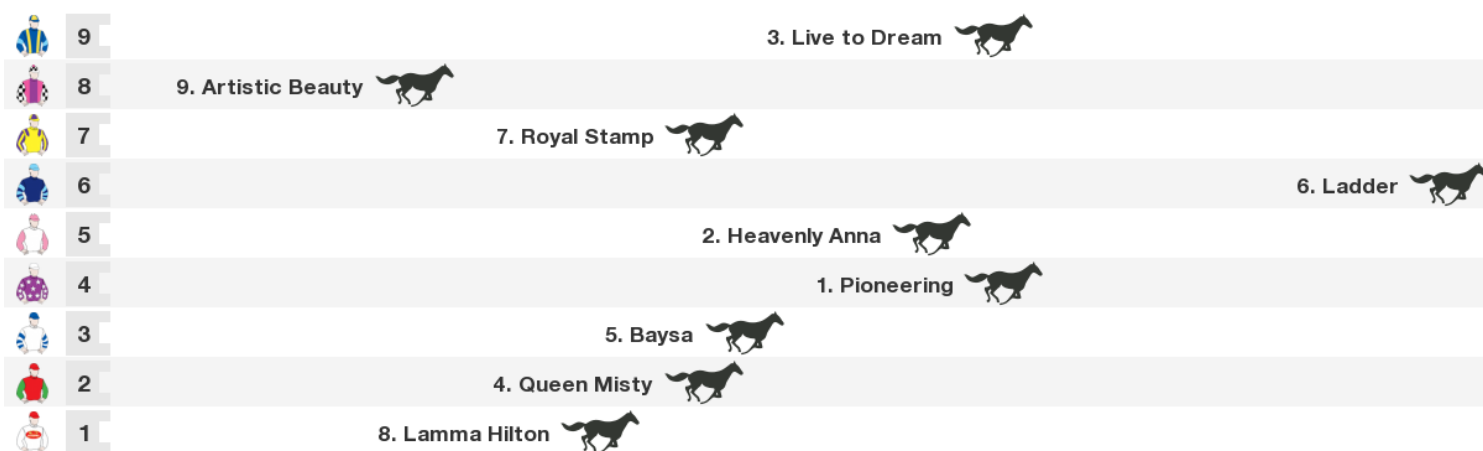 9 3. Live to Dream
8 9. Artistic Beauty
7 7. Royal Stamp
6 6. Ladder
5 2. Heavenly Anna
4 1. Pioneering
3 5. Baysa
2 4. Queen Misty
1 8. Lamma Hilton